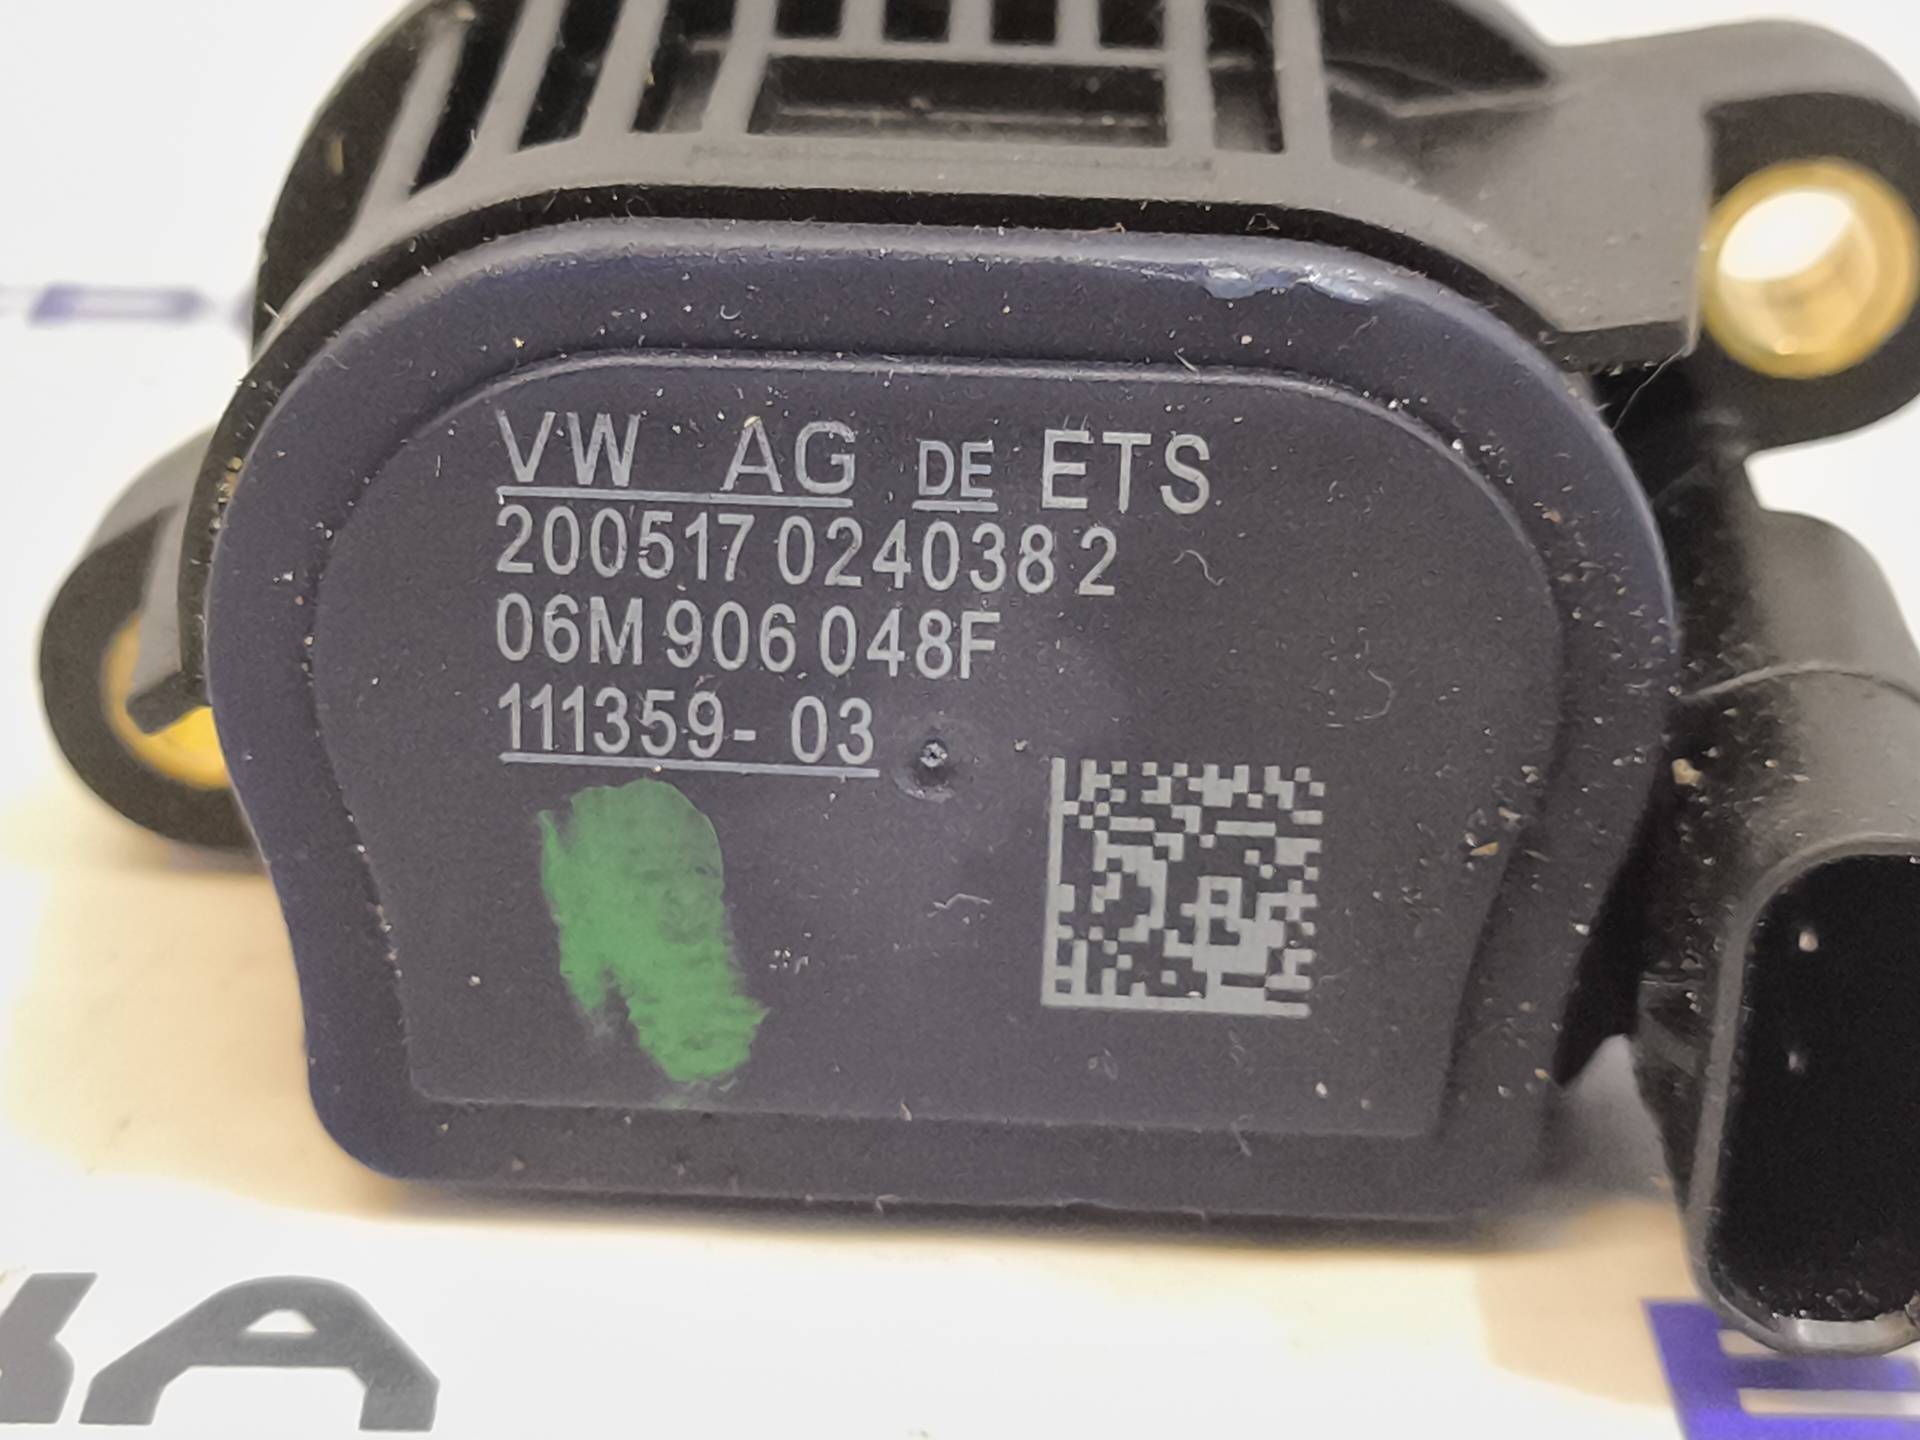 VW AG DE ETS
200517 024038 2
06M 906 048F
111359- 03